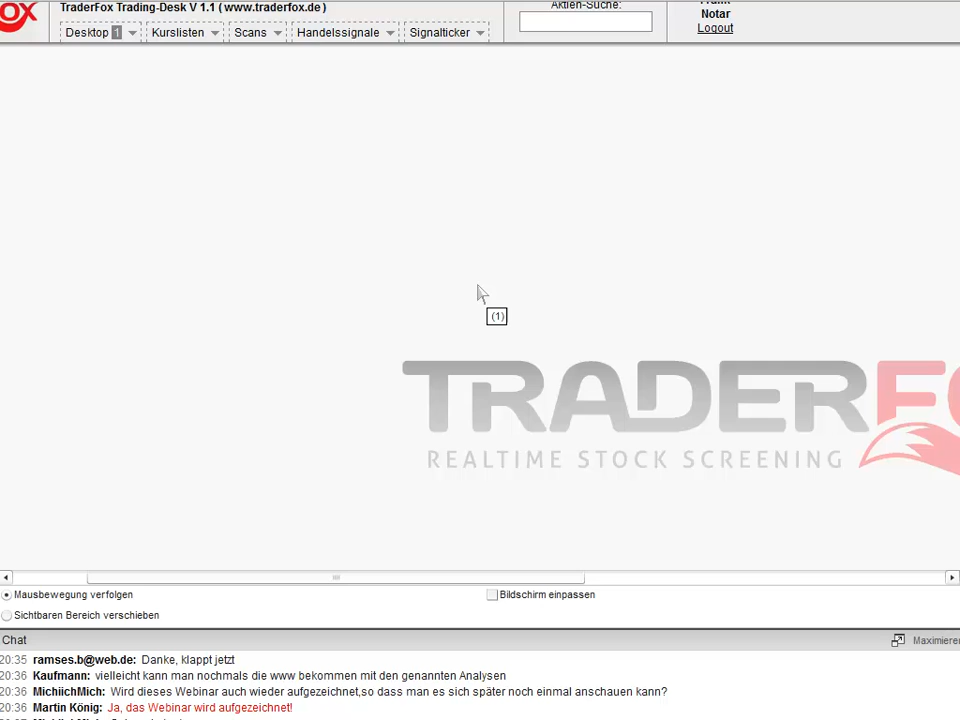 TraderFox Trading-Desk V 1.1 ( www.traderfox.de )
Aktien-Suche:
Frank
Notar
Logout
Desktop 1
Kurslisten
Scans
Handelssignale
Signalticker
(1)
TRADERFO
REALTIME STOCK SCREENING
Mausbewegung verfolgen
Bildschirm einpassen
Sichtbaren Bereich verschieben
Chat
Maximieren
20:35 ramses.b@web.de: Danke, klappt jetzt
20:36 Kaufmann: vielleicht kann man nochmals die www bekommen mit den genannten Analysen
20:36 MichiichMich: Wird dieses Webinar auch wieder aufgezeichnet,so dass man es sich später noch einmal anschauen kann?
20:36 Martin König: Ja, das Webinar wird aufgezeichnet!